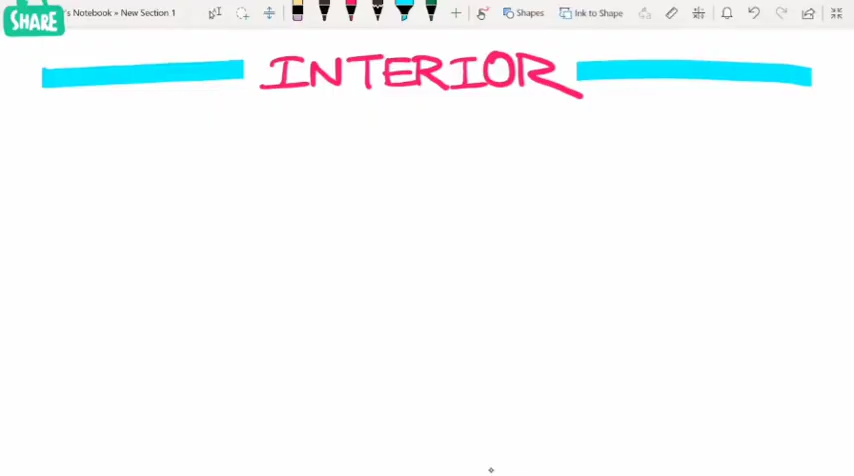 SHARE
's Notebook » New Section 1
Shapes
Ink to Shape
INTERIOR